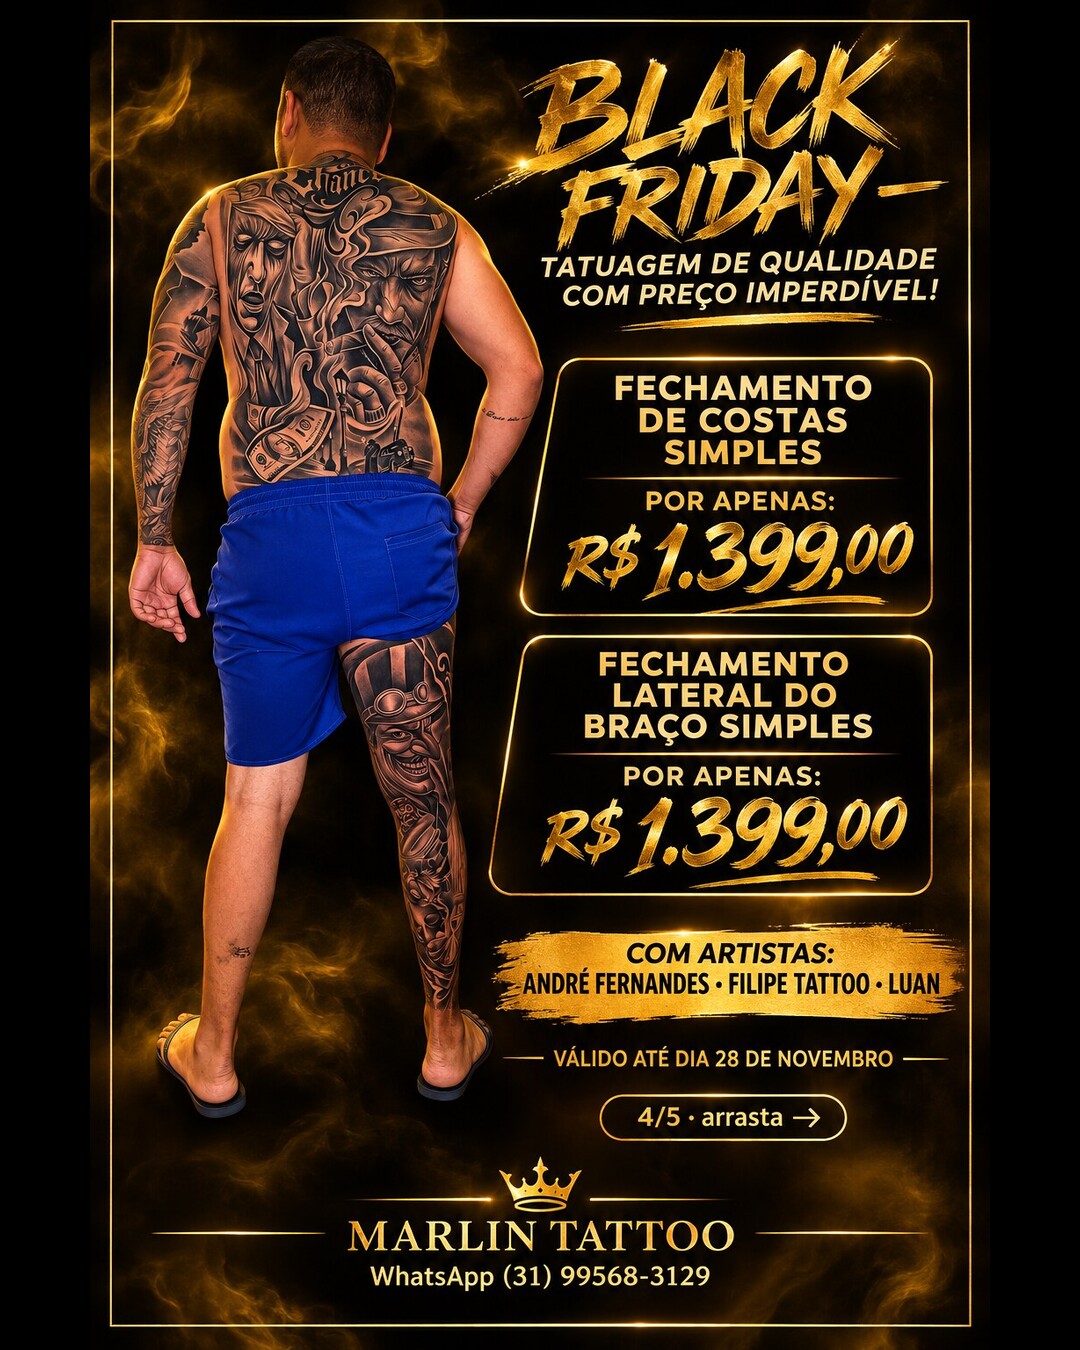 BLACK
FRIDAY
TATUAGEM DE QUALIDADE
COM PREÇO IMPERDÍVEL!
FECHAMENTO
DE COSTAS
SIMPLES
POR APENAS:
R$ 1.399,00
FECHAMENTO
LATERAL DO
BRAÇO SIMPLES
POR APENAS:
R$ 1.399,00
COM ARTISTAS:
ANDRÉ FERNANDES • FILIPE TATTOO • LUAN
VÁLIDO ATÉ DIA 28 DE NOVEMBRO
4/5 · arrasta →
MARLIN TATTOO
WhatsApp (31) 99568-3129